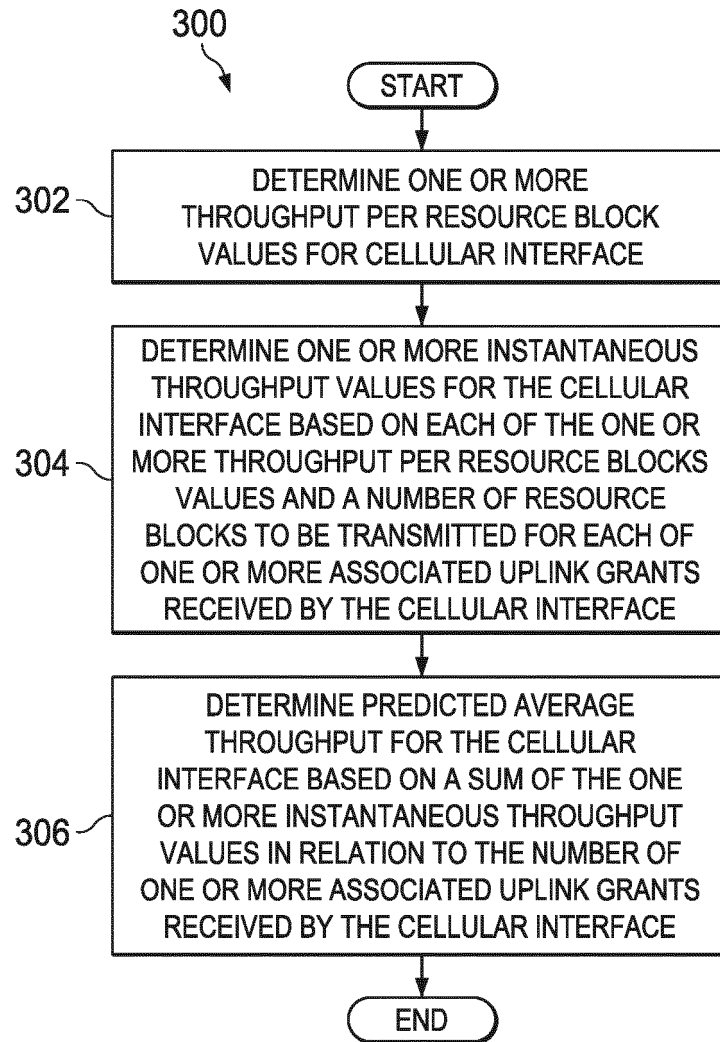 300
START
302
DETERMINE ONE OR MORE
THROUGHPUT PER RESOURCE BLOCK
VALUES FOR CELLULAR INTERFACE
304
DETERMINE ONE OR MORE INSTANTANEOUS
THROUGHPUT VALUES FOR THE CELLULAR
INTERFACE BASED ON EACH OF THE ONE OR
MORE THROUGHPUT PER RESOURCE BLOCKS
VALUES AND A NUMBER OF RESOURCE
BLOCKS TO BE TRANSMITTED FOR EACH OF
ONE OR MORE ASSOCIATED UPLINK GRANTS
RECEIVED BY THE CELLULAR INTERFACE
306
DETERMINE PREDICTED AVERAGE
THROUGHPUT FOR THE CELLULAR
INTERFACE BASED ON A SUM OF THE ONE
OR MORE INSTANTANEOUS THROUGHPUT
VALUES IN RELATION TO THE NUMBER OF
ONE OR MORE ASSOCIATED UPLINK GRANTS
RECEIVED BY THE CELLULAR INTERFACE
END